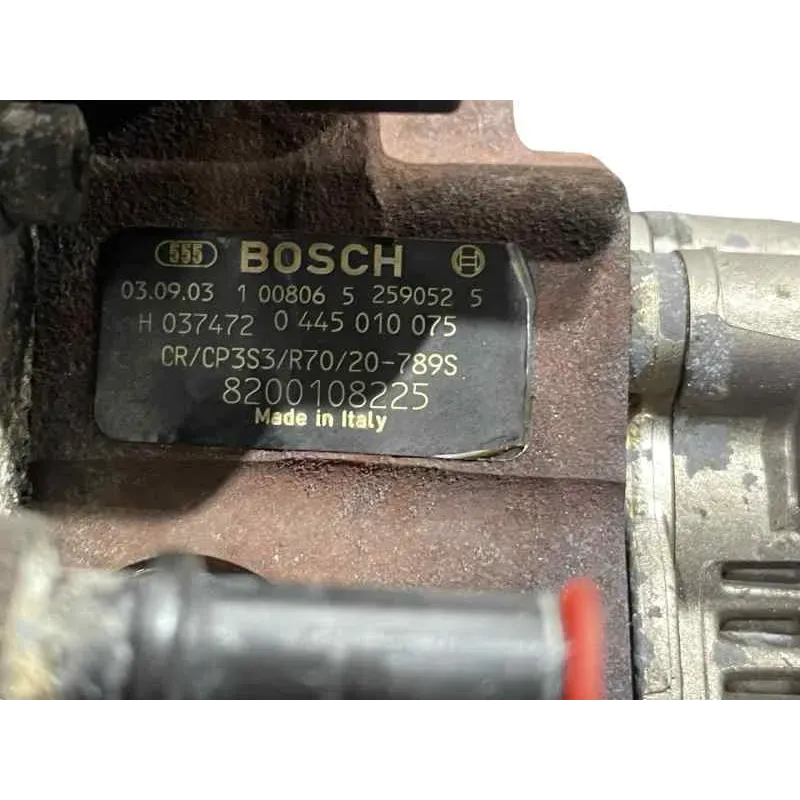 555 BOSCH
03.09.03 1 00806 5 259052 5
H 037472 0 445 010 075
CR/CP3S3/R70/20-789S
8200108225
Made in Italy